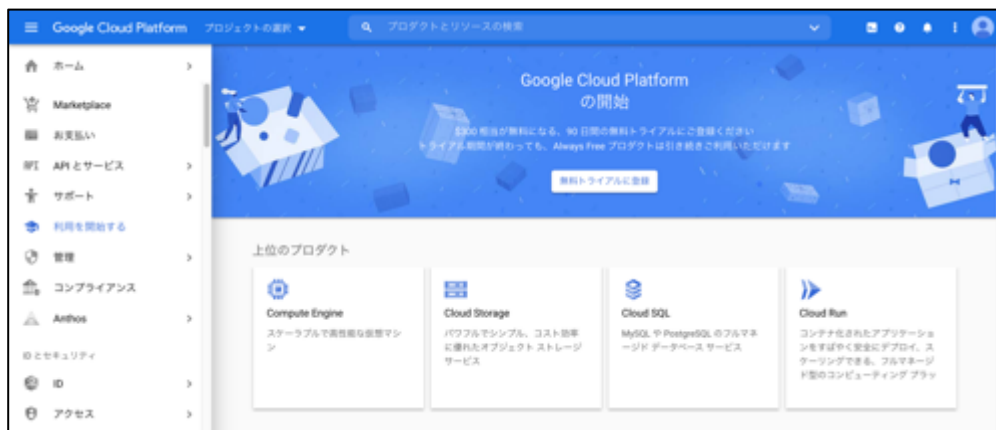 Google Cloud Platform プロジェクトの選択 プロダクトとリソースの検索
ホーム
Marketplace
お支払い
API APIとサービス
サポート
利用を開始する
管理
コンプライアンス
Anthos
IDとセキュリティ
ID
アクセス
Google Cloud Platform
の開始
$300 相当が無料になる、90 日間の無料トライアルにご登録ください
トライアル期間が終わっても、Always Free プロダクトは引き続きご利用いただけます
無料トライアルに登録
上位のプロダクト
Compute Engine
スケーラブルで高性能な仮想マシ
ン
Cloud Storage
パワフルでシンプル、コスト効率
に優れたオブジェクト ストレージ
サービス
Cloud SQL
MySQL や PostgreSQL のフルマネ
ージド データベース サービス
Cloud Run
コンテナ化されたアプリケーショ
ンをすばやく安全にデプロイ、ス
ケーリングできる、フルマネージ
ド型のコンピューティング プラッ